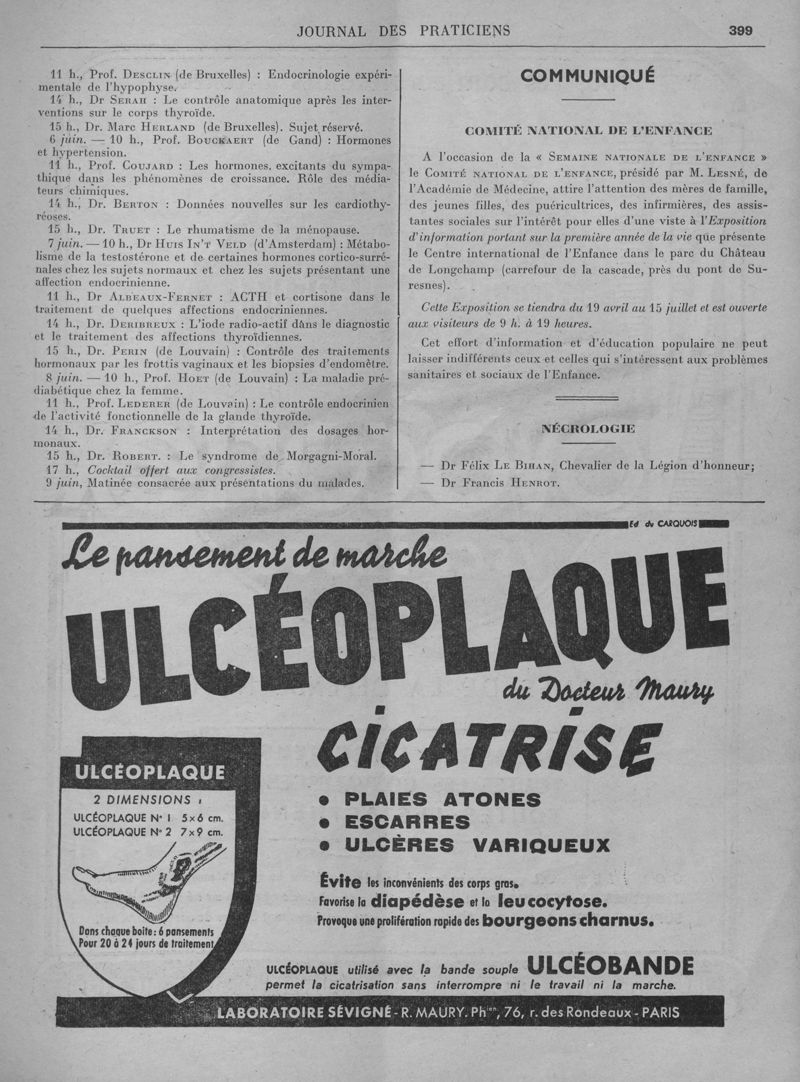 JOURNAL DES PRATICIENS
399
11 h., Prof. DESCLIN (de Bruxelles) : Endocrinologie expéri-
mentale de l'hypophyse.
14 h., Dr SERAH : Le contrôle anatomique après les inter-
ventions sur le corps thyroïde.
15 h., Dr. Marc HERLAND (de Bruxelles). Sujet réservé.
6 juin. — 10 h., Prof. BOUCKAERT (de Gand) : Hormones
et hypertension.
11 h., Prof. COUJARD : Les hormones, excitants du sympa-
thique dans les phénomènes de croissance. Rôle des média-
teurs chimiques.
14 h., Dr. BERTON : Données nouvelles sur les cardiothy-
réoses.
15 h., Dr. TRUET : Le rhumatisme de la ménopause.
7 juin. — 10 h., Dr HUIS IN'T VELD (d'Amsterdam) : Métabo-
lisme de la testostérone et de certaines hormones cortico-surré-
nales chez les sujets normaux et chez les sujets présentant une
affection endocrinienne.
11 h., Dr ALBEAUX-FERNET : ACTH et cortisone dans le
traitement de quelques affections endocriniennes.
14 h., Dr. DERIBREUX : L'iode radio-actif dans le diagnostic
et le traitement des affections thyroïdiennes.
15 h., Dr. PERIN (de Louvain) : Contrôle des traitements
hormonaux par les frottis vaginaux et les biopsies d'endomètre.
8 juin. — 10 h., Prof. HOET (de Louvain) : La maladie pré-
diabétique chez la femme.
11 h., Prof. LEDERER (de Louvain) : Le contrôle endocrinien
de l'activité fonctionnelle de la glande thyroïde.
14 h., Dr. FRANCKSON : Interprétation des dosages hor-
monaux.
15 h., Dr. ROBERT. : Le syndrome de Morgagni-Moral.
17 h., Cocktail offert aux congressistes.
9 juin, Matinée consacrée aux présentations du malades.
COMMUNIQUÉ
COMITÉ NATIONAL DE L'ENFANCE
A l'occasion de la « SEMAINE NATIONALE DE L'ENFANCE »
le COMITÉ NATIONAL DE L'ENFANCE, présidé par M. LESNÉ, de
l'Académie de Médecine, attire l'attention des mères de famille,
des jeunes filles, des puéricultrices, des infirmières, des assis-
tantes sociales sur l'intérêt pour elles d'une viste à l'Exposition
d'information portant sur la première année de la vie que présente
le Centre international de l'Enfance dans le parc du Château
de Longchamp (carrefour de la cascade, près du pont de Su-
resnes).
Cette Exposition se tiendra du 19 avril au 15 juillet et est ouverte
aux visiteurs de 9 h. à 19 heures.
Cet effort d'information et d'éducation populaire ne peut
laisser indifférents ceux et celles qui s'intéressent aux problèmes
sanitaires et sociaux de l'Enfance.
NÉCROLOGIE
— Dr Félix LE BIHAN, Chevalier de la Légion d'honneur;
— Dr Francis HENROT.
Ed du CARQUOIS
Le pansement de marche
ULCÉOPLAQUE
du Docteur Maury
CICATRISE
• PLAIES ATONES
• ESCARRES
• ULCÈRES VARIQUEUX
Évite les inconvénients des corps gras.
Favorise la diapédèse et la leucocytose.
Provoque une prolifération rapide des bourgeons charnus.
ULCÉOPLAQUE
2 DIMENSIONS :
ULCÉOPLAQUE N° 1 5x6 cm.
ULCÉOPLAQUE N° 2 7x9 cm.
Dans chaque boite : 6 pansements
Pour 20 à 24 jours de traitement
ULCÉOPLAQUE utilisé avec la bande souple ULCÉOBANDE
permet la cicatrisation sans interrompre ni le travail ni la marche.
LABORATOIRE SÉVIGNÉ - R. MAURY. Phien, 76, r. des Rondeaux - PARIS